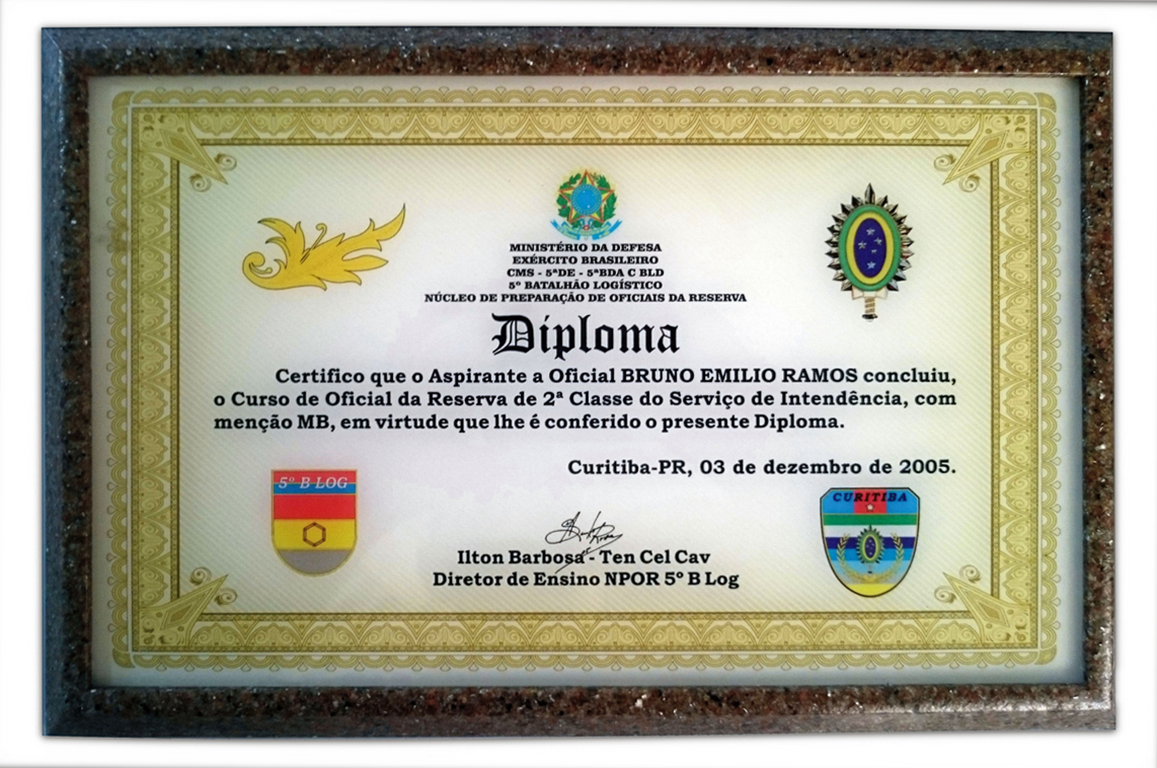 MINISTÉRIO DA DEFESA
EXÉRCITO BRASILEIRO
CMS - 5ªDE - 5ªBDA C BLD
5º BATALHÃO LOGÍSTICO
NÚCLEO DE PREPARAÇÃO DE OFICIAIS DA RESERVA
Diploma
Certifico que o Aspirante a Oficial BRUNO EMILIO RAMOS concluiu,
o Curso de Oficial da Reserva de 2ª Classe do Serviço de Intendência, com
menção MB, em virtude que lhe é conferido o presente Diploma.
Curitiba-PR, 03 de dezembro de 2005.
5º B LOG
CURITIBA
Ilton Barbosa - Ten Cel Cav
Diretor de Ensino NPOR 5º B Log